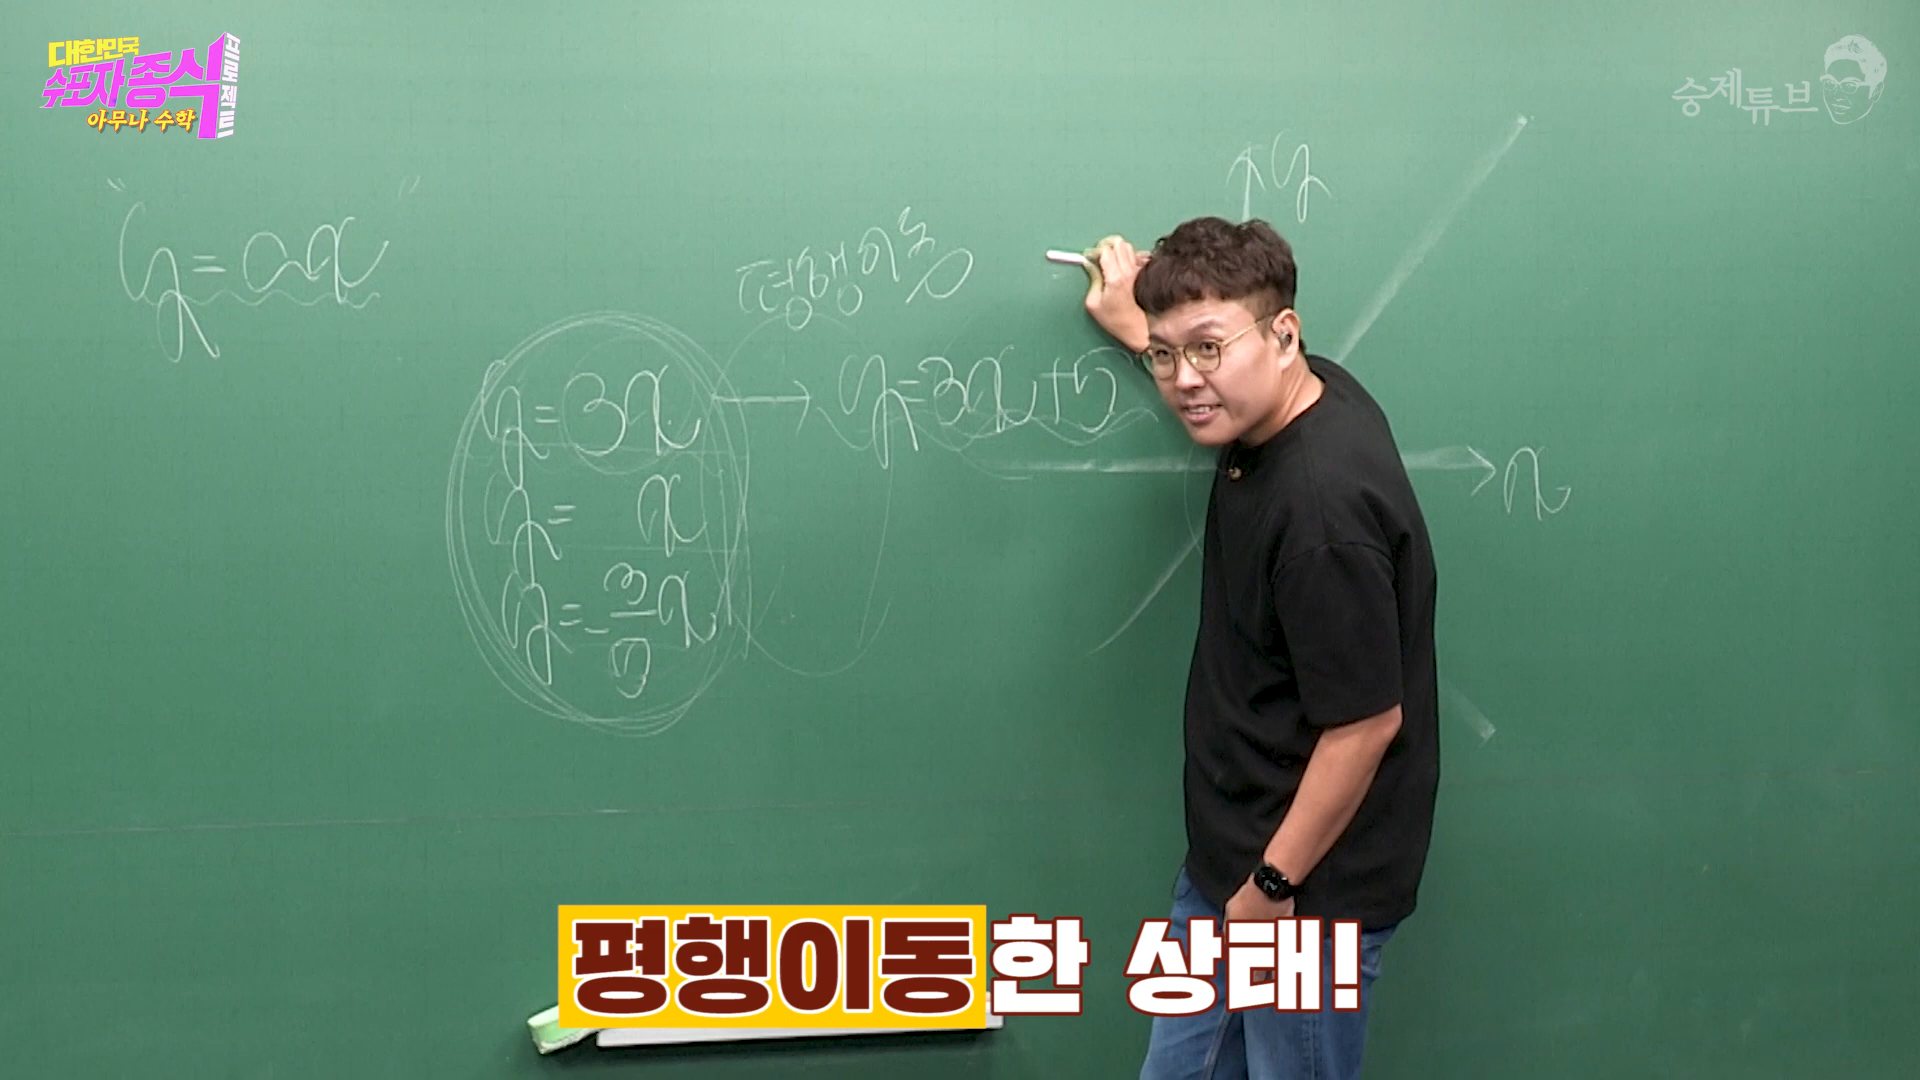 대한민국
수포자 종식
프로젝트!
아무나 수학
숭제튜브
" y=ax "
평행이동
y=3x → y=3x+5
y= x
y=-3/5x
y
x
평행이동한 상태!